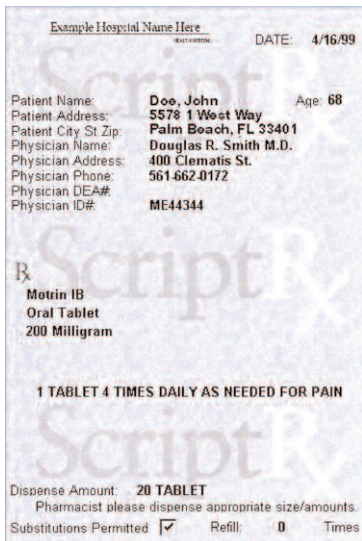 Example Hospital Name Here
DATE: 4/16/99
Patient Name: Doe, John Age: 68
Patient Address: 5578 1 West Way
Patient City St Zip: Palm Beach, FL 33401
Physician Name: Douglas R. Smith M.D.
Physician Address: 400 Clematis St.
Physician Phone: 561-662-0172
Physician DEA#:
Physician ID#: ME44344
ScriptRx
ScriptRx
Rx
Motrin IB
Oral Tablet
200 Milligram
1 TABLET 4 TIMES DAILY AS NEEDED FOR PAIN
ScriptRx
Dispense Amount: 20 TABLET
Pharmacist please dispense appropriate size/amounts.
Substitutions Permitted ✓ Refill: 0 Times